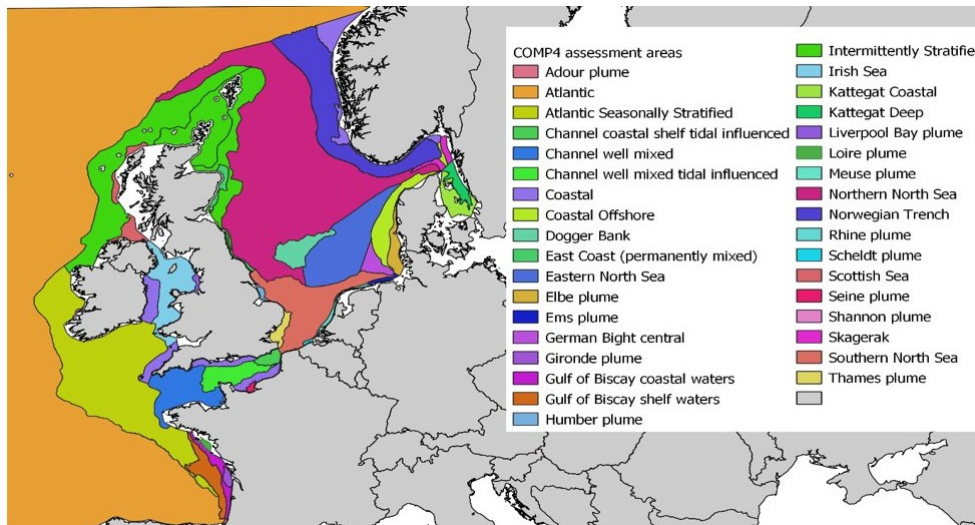 COMP4 assessment areas
Adour plume
Atlantic
Atlantic Seasonally Stratified
Channel coastal shelf tidal influenced
Channel well mixed
Channel well mixed tidal influenced
Coastal
Coastal Offshore
Dogger Bank
East Coast (permanently mixed)
Eastern North Sea
Elbe plume
Ems plume
German Bight central
Gironde plume
Gulf of Biscay coastal waters
Gulf of Biscay shelf waters
Humber plume
Intermittently Stratified
Irish Sea
Kattegat Coastal
Kattegat Deep
Liverpool Bay plume
Loire plume
Meuse plume
Northern North Sea
Norwegian Trench
Rhine plume
Scheldt plume
Scottish Sea
Seine plume
Shannon plume
Skagerak
Southern North Sea
Thames plume